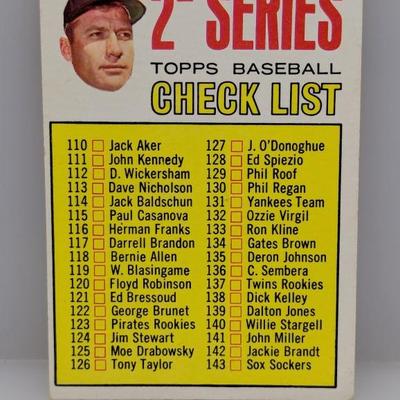 2ND SERIES
TOPPS BASEBALL
CHECK LIST
110 Jack Aker
111 John Kennedy
112 D. Wickersham
113 Dave Nicholson
114 Jack Baldschun
115 Paul Casanova
116 Herman Franks
117 Darrell Brandon
118 Bernie Allen
119 W. Blasingame
120 Floyd Robinson
121 Ed Bressoud
122 George Brunet
123 Pirates Rookies
124 Jim Stewart
125 Moe Drabowsky
126 Tony Taylor
127 J. O'Donoghue
128 Ed Spiezio
129 Phil Roof
130 Phil Regan
131 Yankees Team
132 Ozzie Virgil
133 Ron Kline
134 Gates Brown
135 Deron Johnson
136 C. Sembera
137 Twins Rookies
138 Dick Kelley
139 Dalton Jones
140 Willie Stargell
141 John Miller
142 Jackie Brandt
143 Sox Sockers